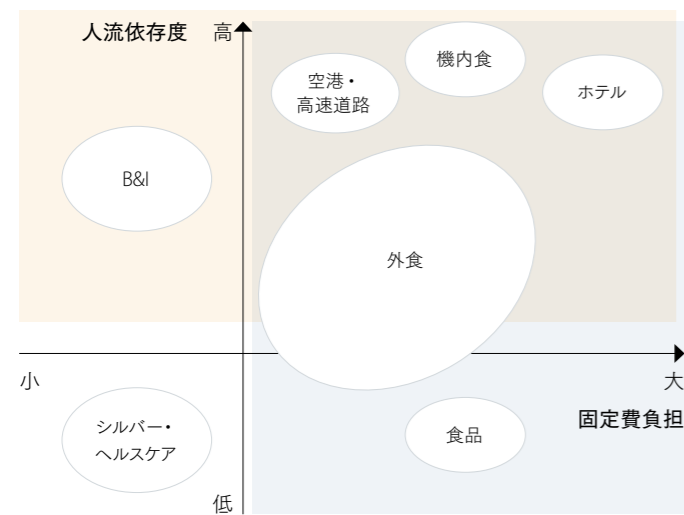 人流依存度
高
機内食
空港・
高速道路
ホテル
B&I
外食
小
大
固定費負担
シルバー・
ヘルスケア
食品
低